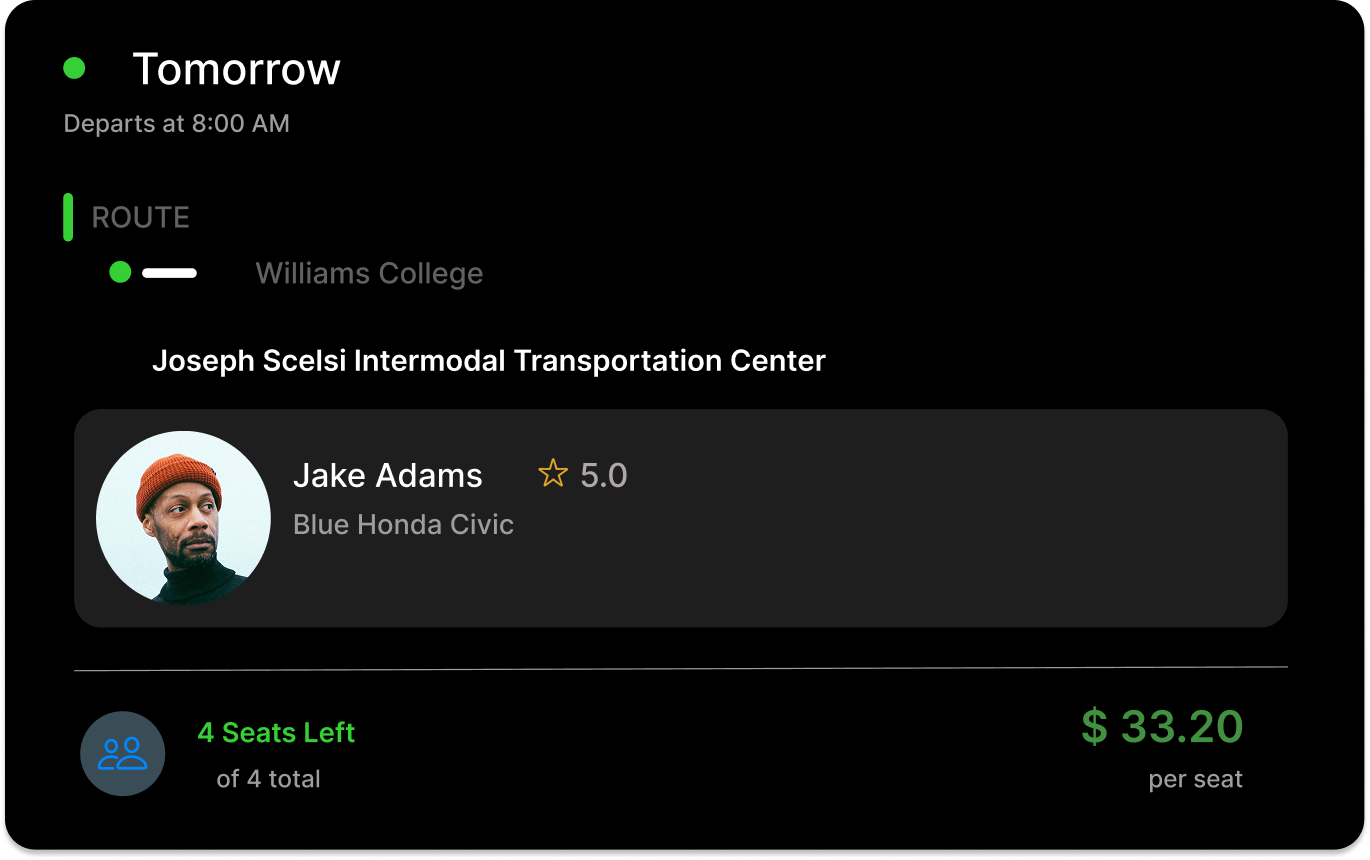 Tomorrow
Departs at 8:00 AM
ROUTE
Williams College
Joseph Scelsi Intermodal Transportation Center
Jake Adams 5.0
Blue Honda Civic
4 Seats Left
of 4 total
$ 33.20
per seat